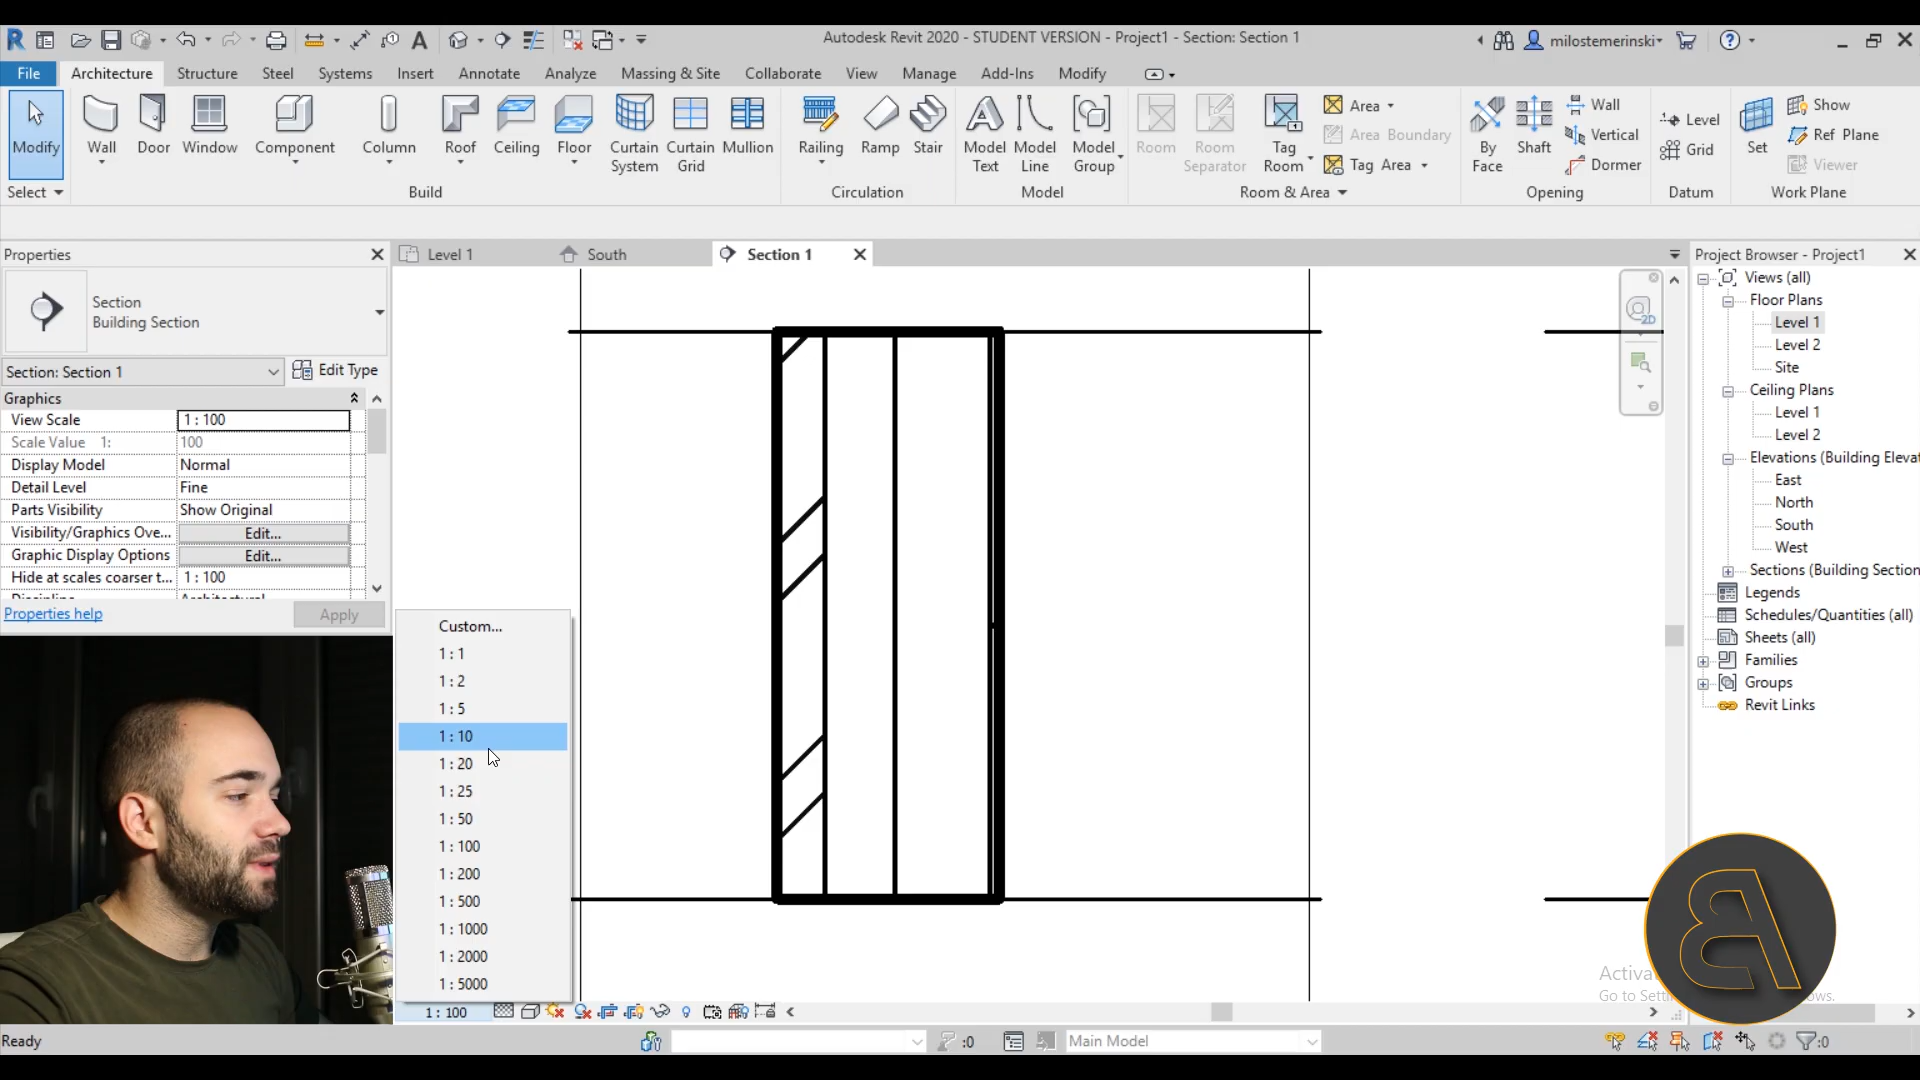 Autodesk Revit 2020 - STUDENT VERSION - Project1 - Section: Section 1
milostemerinski
File Architecture Structure Steel Systems Insert Annotate Analyze Massing & Site Collaborate View Manage Add-Ins Modify
Modify Wall Door Window Component Column Roof Ceiling Floor Curtain System Curtain Grid Mullion Railing Ramp Stair Model Text Model Line Model Group Room Room Separator Tag Room Area Area Boundary Tag Area By Face Shaft Wall Vertical Dormer Level Grid Set Show Ref Plane Viewer
Select Build Circulation Model Room & Area Opening Datum Work Plane
Properties
Level 1 South Section 1
Project Browser - Project1
Section
Building Section
Section: Section 1 Edit Type
Graphics
View Scale 1 : 100
Scale Value 1: 100
Display Model Normal
Detail Level Fine
Parts Visibility Show Original
Visibility/Graphics Ove... Edit...
Graphic Display Options Edit...
Hide at scales coarser t... 1 : 100
Properties help Apply
Custom...
1 : 1
1 : 2
1 : 5
1 : 10
1 : 20
1 : 25
1 : 50
1 : 100
1 : 200
1 : 500
1 : 1000
1 : 2000
1 : 5000
1 : 100
2D
Views (all)
Floor Plans
Level 1
Level 2
Site
Ceiling Plans
Level 1
Level 2
Elevations (Building Elevat
East
North
South
West
Sections (Building Section
Legends
Schedules/Quantities (all)
Sheets (all)
Families
Groups
Revit Links
Activa
Go to Setti
ws.
Ready
:0
Main Model
:0